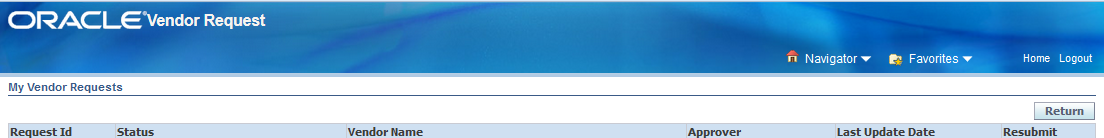 ORACLE® Vendor Request
Navigator Favorites Home Logout
My Vendor Requests
Return
Request Id Status Vendor Name Approver Last Update Date Resubmit